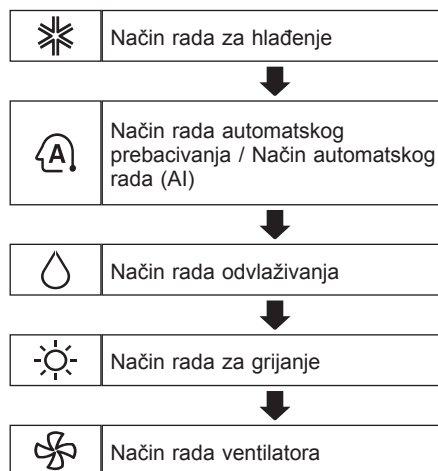 Način rada za hlađenje
A
Način rada automatskog
prebacivanja / Način automatskog
rada (AI)
Način rada odvlaživanja
Način rada za grijanje
Način rada ventilatora